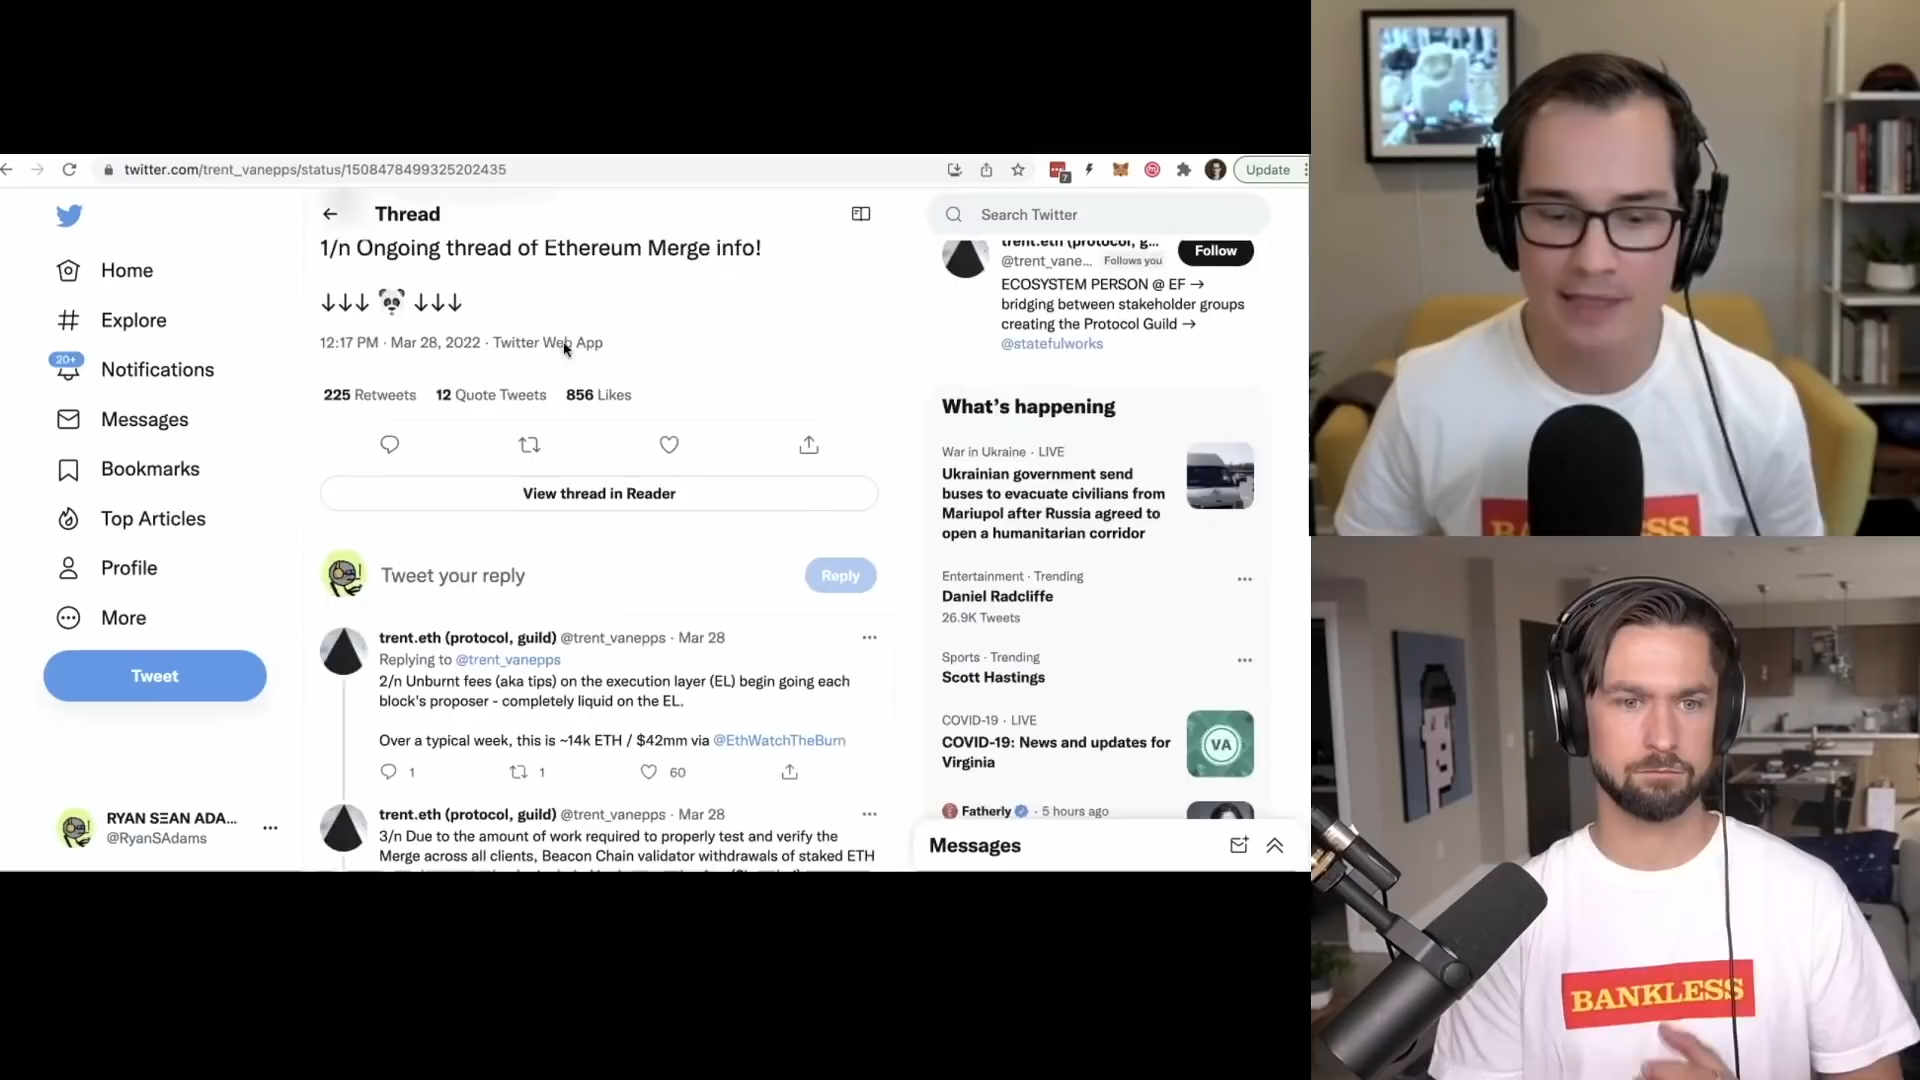 twitter.com/trent_vanepps/status/1508478499325202435
7
Update
Home
Explore
20+
Notifications
Messages
Bookmarks
Top Articles
Profile
More
Tweet
RYAN SΞAN ADA...
@RyanSAdams
Thread
1/n Ongoing thread of Ethereum Merge info!
↓↓↓ 🐼 ↓↓↓
12:17 PM · Mar 28, 2022 · Twitter Web App
225 Retweets 12 Quote Tweets 856 Likes
View thread in Reader
Tweet your reply
Reply
trent.eth (protocol, guild) @trent_vanepps · Mar 28
Replying to @trent_vanepps
2/n Unburnt fees (aka tips) on the execution layer (EL) begin going each
block's proposer - completely liquid on the EL.
Over a typical week, this is ~14k ETH / $42mm via @EthWatchTheBurn
1 1 60
trent.eth (protocol, guild) @trent_vanepps · Mar 28
3/n Due to the amount of work required to properly test and verify the
Merge across all clients, Beacon Chain validator withdrawals of staked ETH
Search Twitter
trent.eth (protocol, g...
@trent_vane... Follows you
Follow
ECOSYSTEM PERSON @ EF →
bridging between stakeholder groups
creating the Protocol Guild →
@statefulworks
What's happening
War in Ukraine · LIVE
Ukrainian government send
buses to evacuate civilians from
Mariupol after Russia agreed to
open a humanitarian corridor
Entertainment · Trending
Daniel Radcliffe
26.9K Tweets
Sports · Trending
Scott Hastings
COVID-19 · LIVE
COVID-19: News and updates for
Virginia
VA
Fatherly · 5 hours ago
Messages
BANKLESS